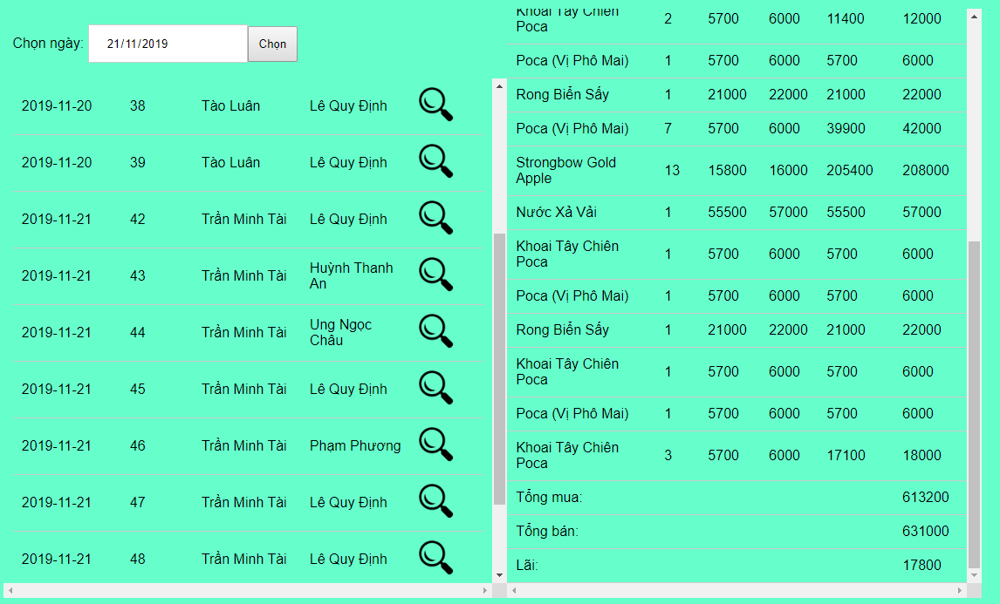 Chọn ngày: 21/11/2019 Chọn
2019-11-20 38 Tào Luân Lê Quy Định
2019-11-20 39 Tào Luân Lê Quy Định
2019-11-21 42 Trần Minh Tài Lê Quy Định
2019-11-21 43 Trần Minh Tài Huỳnh Thanh
An
2019-11-21 44 Trần Minh Tài Ung Ngọc
Châu
2019-11-21 45 Trần Minh Tài Lê Quy Định
2019-11-21 46 Trần Minh Tài Phạm Phương
2019-11-21 47 Trần Minh Tài Lê Quy Định
2019-11-21 48 Trần Minh Tài Lê Quy Định
Khoai Tây Chiên
Poca 2 5700 6000 11400 12000
Poca (Vị Phô Mai) 1 5700 6000 5700 6000
Rong Biển Sấy 1 21000 22000 21000 22000
Poca (Vị Phô Mai) 7 5700 6000 39900 42000
Strongbow Gold
Apple 13 15800 16000 205400 208000
Nước Xả Vải 1 55500 57000 55500 57000
Khoai Tây Chiên
Poca 1 5700 6000 5700 6000
Poca (Vị Phô Mai) 1 5700 6000 5700 6000
Rong Biển Sấy 1 21000 22000 21000 22000
Khoai Tây Chiên
Poca 1 5700 6000 5700 6000
Poca (Vị Phô Mai) 1 5700 6000 5700 6000
Khoai Tây Chiên
Poca 3 5700 6000 17100 18000
Tổng mua: 613200
Tổng bán: 631000
Lãi: 17800